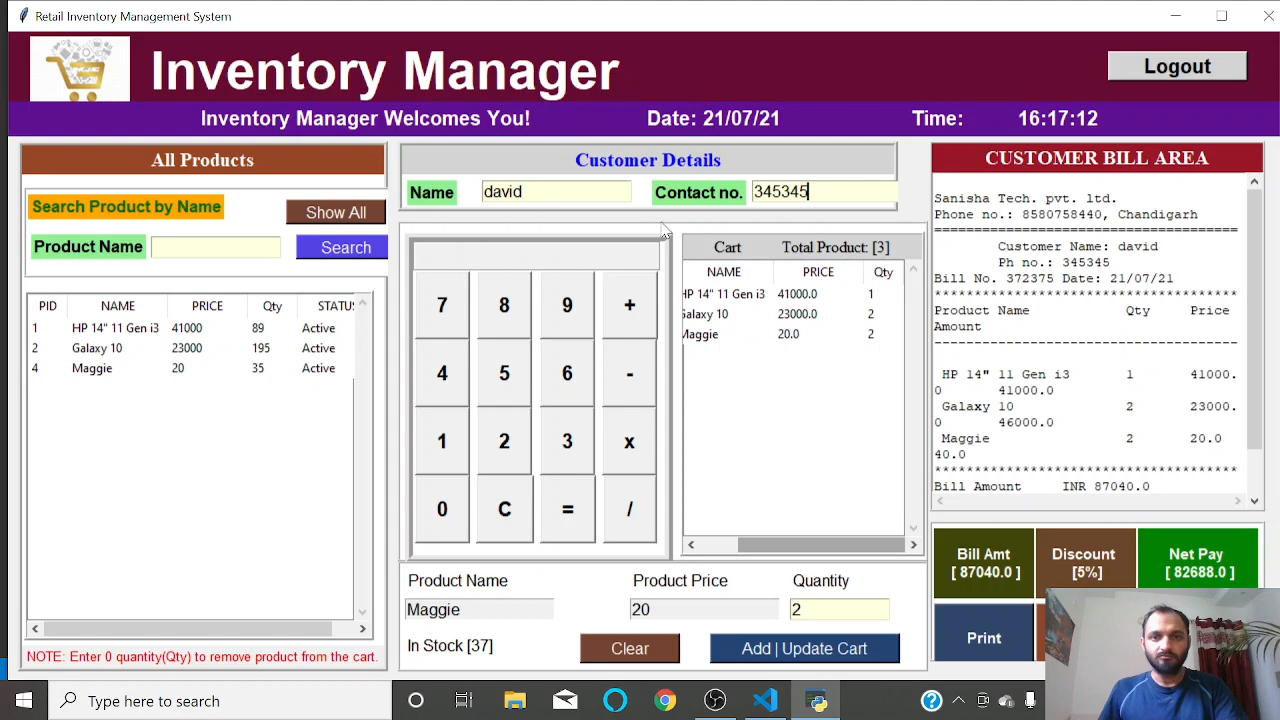 Retail Inventory Management System
Inventory Manager
Logout
Inventory Manager Welcomes You!
Date: 21/07/21
Time:
16:17:12
All Products
Search Product by Name
Show All
Product Name
Search
PID NAME PRICE Qty STATUS
1 HP 14" 11 Gen i3 41000 89 Active
2 Galaxy 10 23000 195 Active
4 Maggie 20 35 Active
NOTE: Enter 0 quantity(Qty) to remove product from the cart.
Customer Details
Name david Contact no. 345345
7 8 9 +
4 5 6 -
1 2 3 x
0 C = /
Cart Total Product: [3]
NAME PRICE Qty
HP 14" 11 Gen i3 41000.0 1
Galaxy 10 23000.0 2
Maggie 20.0 2
Product Name Product Price Quantity
Maggie 20 2
In Stock [37]
Clear
Add | Update Cart
CUSTOMER BILL AREA
Sanisha Tech. pvt. ltd.
Phone no.: 8580758440, Chandigarh
======================================
Customer Name: david
Ph no.: 345345
Bill No. 372375 Date: 21/07/21
**************************************
Product Name Qty Price
Amount
--------------------------------------
HP 14" 11 Gen i3 1 41000.
0 41000.0
Galaxy 10 2 23000.
0 46000.0
Maggie 2 20.0
40.0
**************************************
Bill Amount INR 87040.0
Bill Amt
[ 87040.0 ]
Discount
[5%]
Net Pay
[ 82688.0 ]
Print
Type here to search